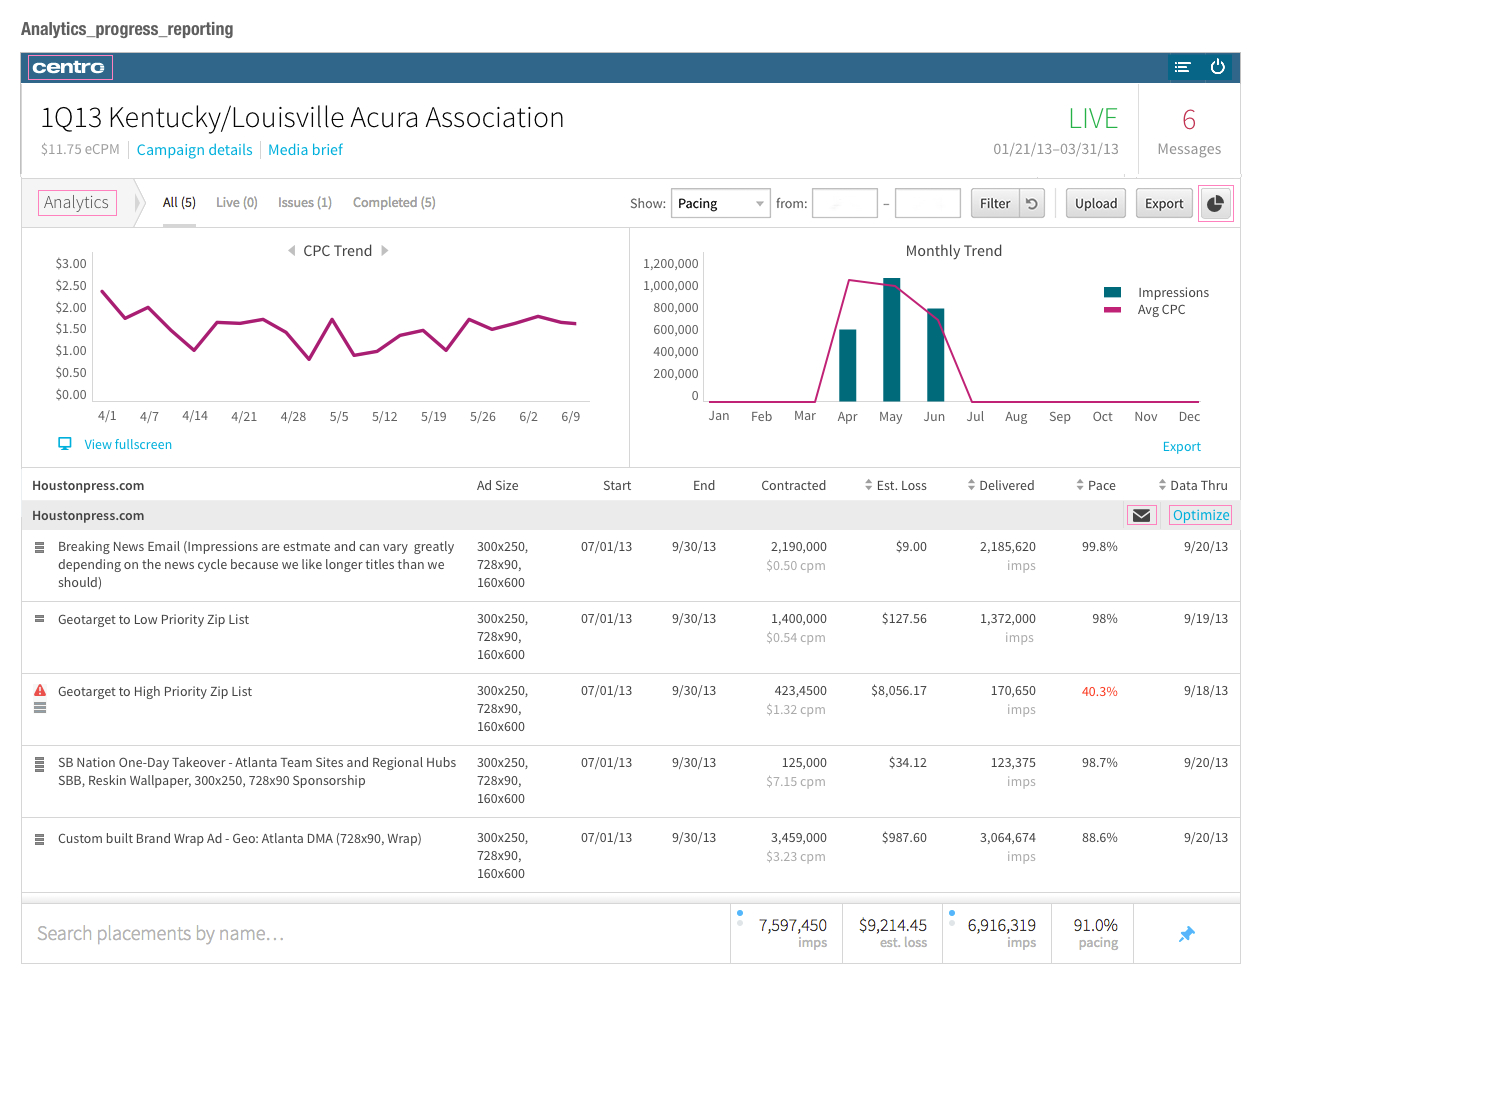 Analytics_progress_reporting
centro
1Q13 Kentucky/Louisville Acura Association
LIVE
6
$11.75 eCPM
Campaign details
Media brief
01/21/13–03/31/13
Messages
Analytics
All (5)
Live (0)
Issues (1)
Completed (5)
Show:
Pacing
from:
–
Filter
Upload
Export
CPC Trend
$3.00
$2.50
$2.00
$1.50
$1.00
$0.50
$0.00
4/1 4/7 4/14 4/21 4/28 5/5 5/12 5/19 5/26 6/2 6/9
View fullscreen
Monthly Trend
1,200,000
1,000,000
800,000
600,000
400,000
200,000
0
Impressions
Avg CPC
Jan Feb Mar Apr May Jun Jul Aug Sep Oct Nov Dec
Export
Houstonpress.com Ad Size Start End Contracted Est. Loss Delivered Pace Data Thru
Houstonpress.com Optimize
Breaking News Email (Impressions are estmate and can vary greatly
depending on the news cycle because we like longer titles than we
should)
300x250,
728x90,
160x600
07/01/13
9/30/13
2,190,000
$0.50 cpm
$9.00
2,185,620
imps
99.8%
9/20/13
Geotarget to Low Priority Zip List
300x250,
728x90,
160x600
07/01/13
9/30/13
1,400,000
$0.54 cpm
$127.56
1,372,000
imps
98%
9/19/13
Geotarget to High Priority Zip List
300x250,
728x90,
160x600
07/01/13
9/30/13
423,4500
$1.32 cpm
$8,056.17
170,650
imps
40.3%
9/18/13
SB Nation One-Day Takeover - Atlanta Team Sites and Regional Hubs
SBB, Reskin Wallpaper, 300x250, 728x90 Sponsorship
300x250,
728x90,
160x600
07/01/13
9/30/13
125,000
$7.15 cpm
$34.12
123,375
imps
98.7%
9/20/13
Custom built Brand Wrap Ad - Geo: Atlanta DMA (728x90, Wrap)
300x250,
728x90,
160x600
07/01/13
9/30/13
3,459,000
$3.23 cpm
$987.60
3,064,674
imps
88.6%
9/20/13
Search placements by name…
7,597,450
imps
$9,214.45
est. loss
6,916,319
imps
91.0%
pacing